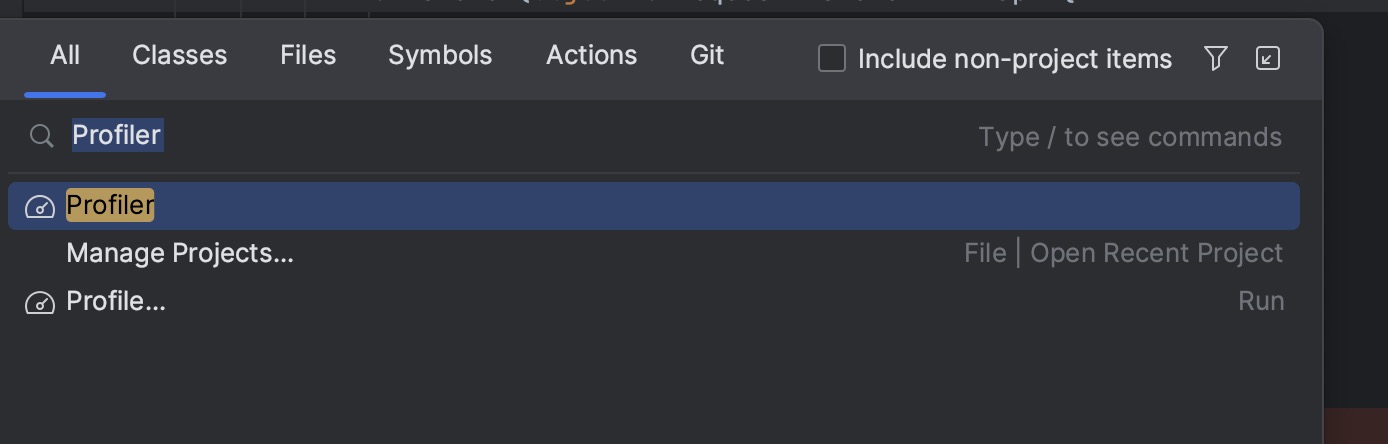 All Classes Files Symbols Actions Git Include non-project items
Profiler Type / to see commands
Profiler
Manage Projects... File | Open Recent Project
Profile... Run